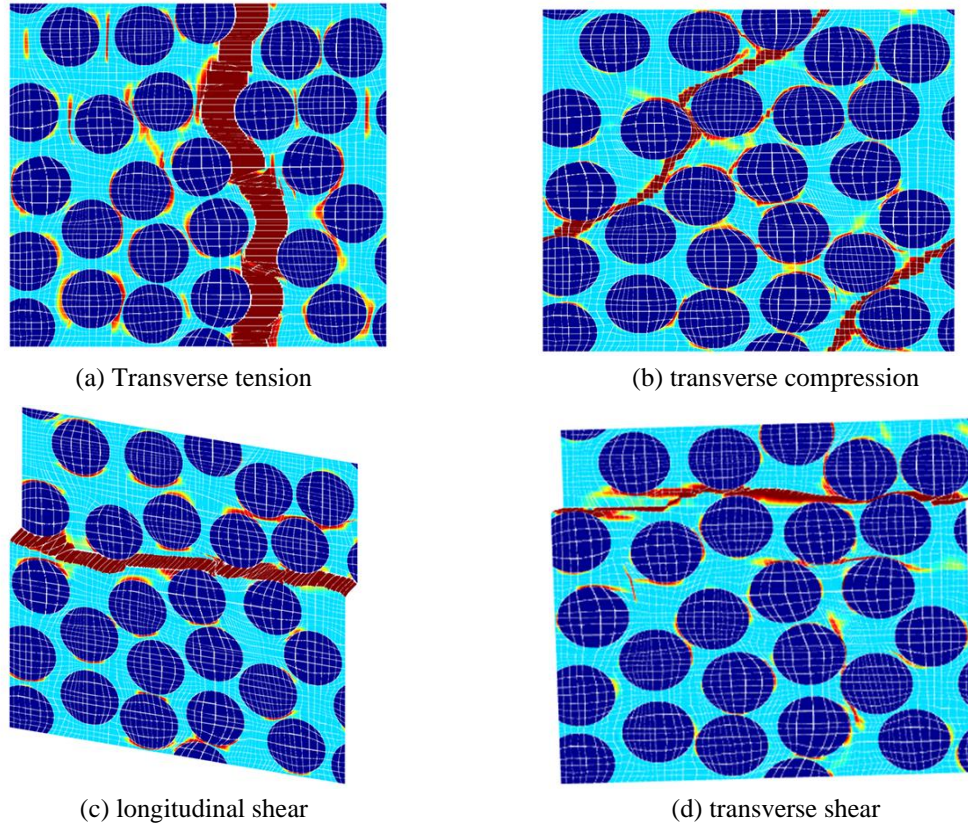 (a) Transverse tension
(b) transverse compression
(c) longitudinal shear
(d) transverse shear